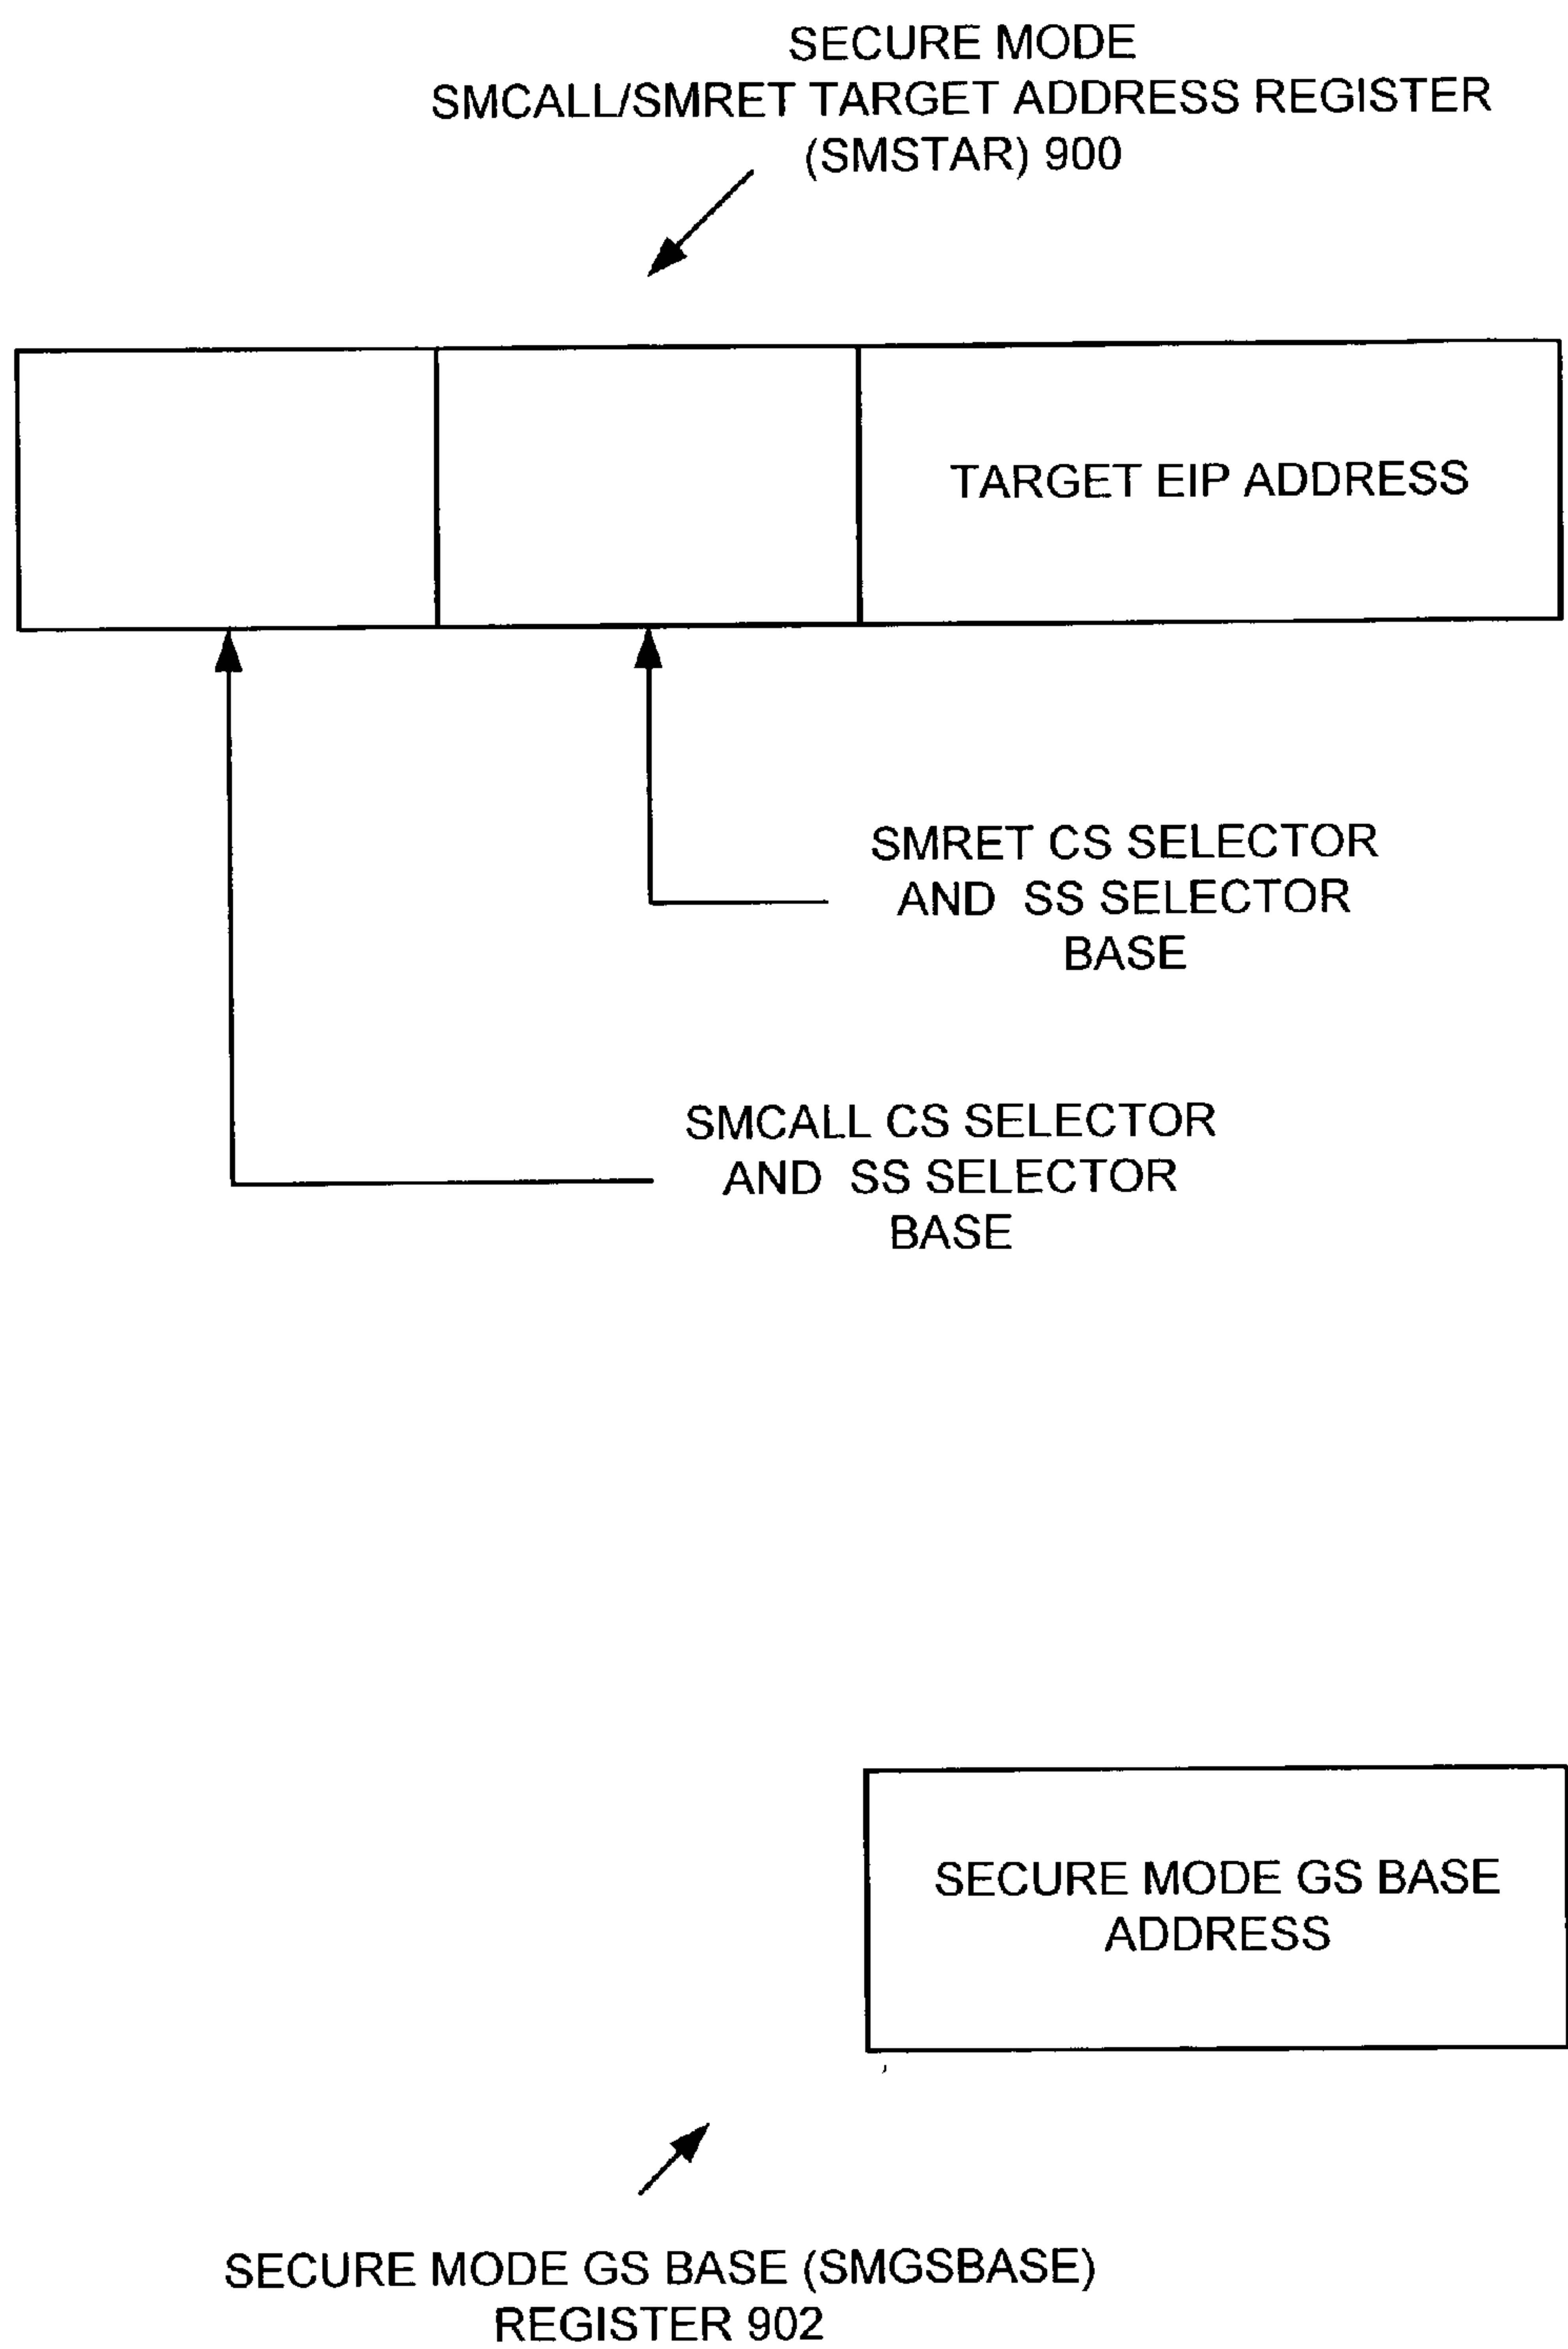 SECURE MODE
SMCALL/SMRET TARGET ADDRESS REGISTER
(SMSTAR) 900
TARGET EIP ADDRESS
SMRET CS SELECTOR
AND SS SELECTOR
BASE
SMCALL CS SELECTOR
AND SS SELECTOR
BASE
SECURE MODE GS BASE
ADDRESS
SECURE MODE GS BASE (SMGSBASE)
REGISTER 902